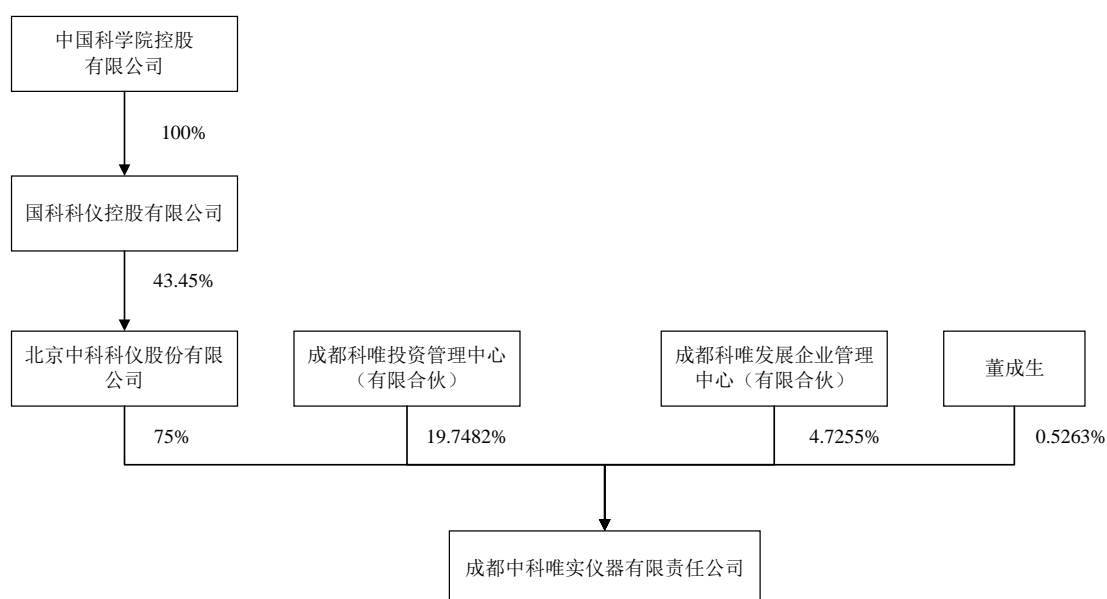 中国科学院控股
有限公司
100%
国科科仪控股有限公司
43.45%
北京中科科仪股份有限
公司
成都科唯投资管理中心
（有限合伙）
成都科唯发展企业管理
中心（有限合伙）
董成生
75%
19.7482%
4.7255%
0.5263%
成都中科唯实仪器有限责任公司